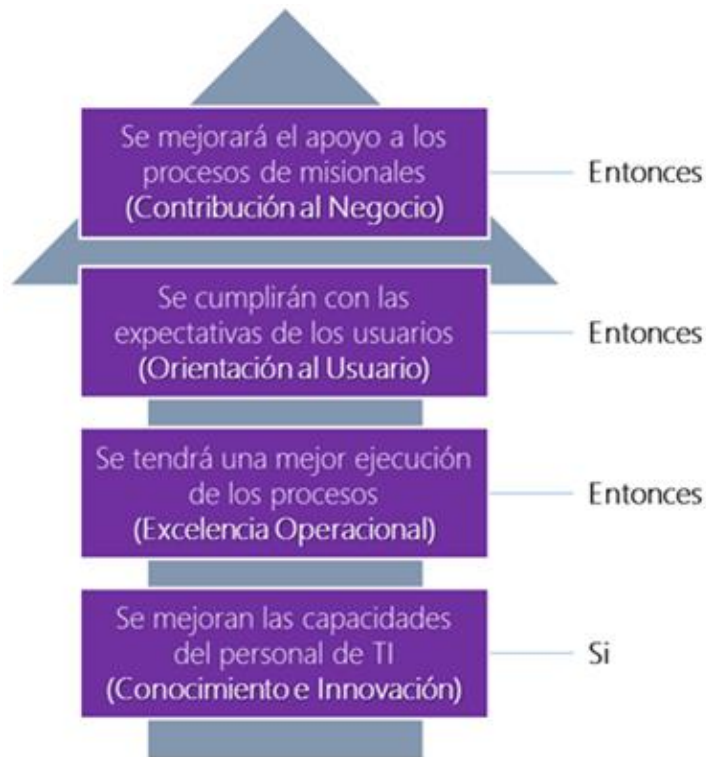 Se mejorará el apoyo a los
procesos de misionales
(Contribución al Negocio)
Entonces
Se cumplirán con las
expectativas de los usuarios
(Orientación al Usuario)
Entonces
Se tendrá una mejor ejecución
de los procesos
(Excelencia Operacional)
Entonces
Se mejoran las capacidades
del personal de TI
(Conocimiento e Innovación)
Si